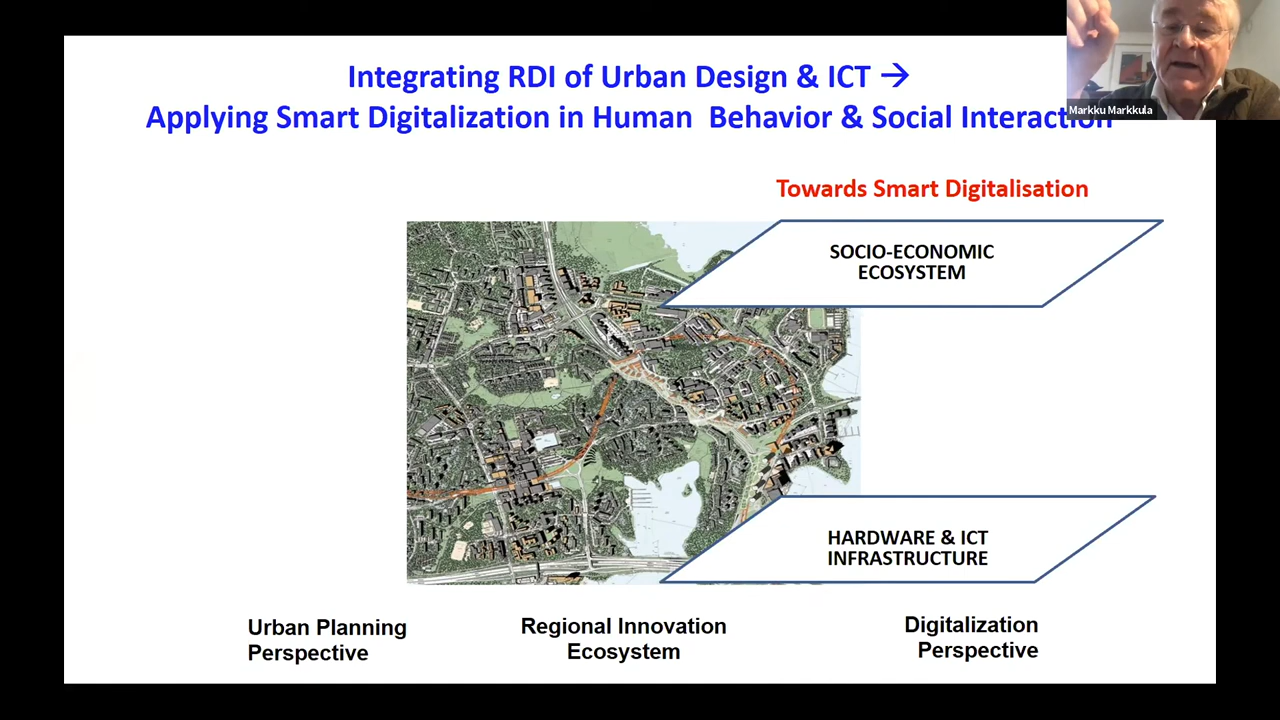 Integrating RDI of Urban Design & ICT →
Applying Smart Digitalization in Human Behavior & Social Interaction
Markku Markkula
Towards Smart Digitalisation
SOCIO-ECONOMIC
ECOSYSTEM
HARDWARE & ICT
INFRASTRUCTURE
Urban Planning
Perspective
Regional Innovation
Ecosystem
Digitalization
Perspective